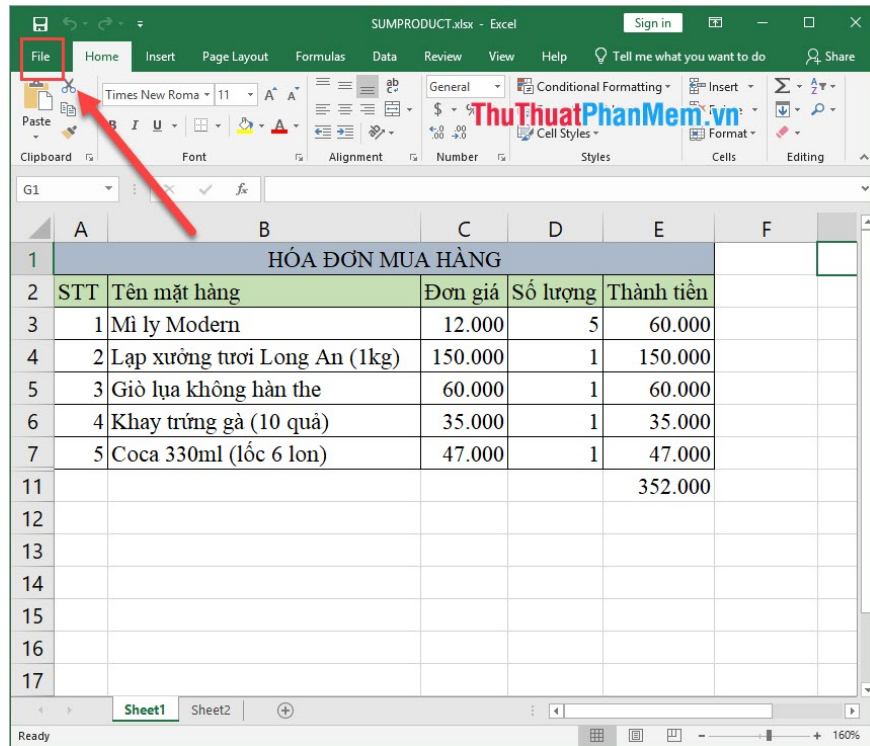 SUMPRODUCT.xlsx - Excel
Sign in
File Home Insert Page Layout Formulas Data Review View Help Tell me what you want to do Share
Paste
Times New Roma 11
B I U
General
$
Conditional Formatting
Cell Styles
Insert
Format
ThuThuatPhanMem.vn
Clipboard Font Alignment Number Styles Cells Editing
G1 fx
A B C D E F
1 HÓA ĐƠN MUA HÀNG
2 STT Tên mặt hàng Đơn giá Số lượng Thành tiền
3 1 Mì ly Modern 12.000 5 60.000
4 2 Lạp xưởng tươi Long An (1kg) 150.000 1 150.000
5 3 Giò lụa không hàn the 60.000 1 60.000
6 4 Khay trứng gà (10 quả) 35.000 1 35.000
7 5 Coca 330ml (lốc 6 lon) 47.000 1 47.000
11 352.000
12
13
14
15
16
17
Sheet1 Sheet2
Ready 160%